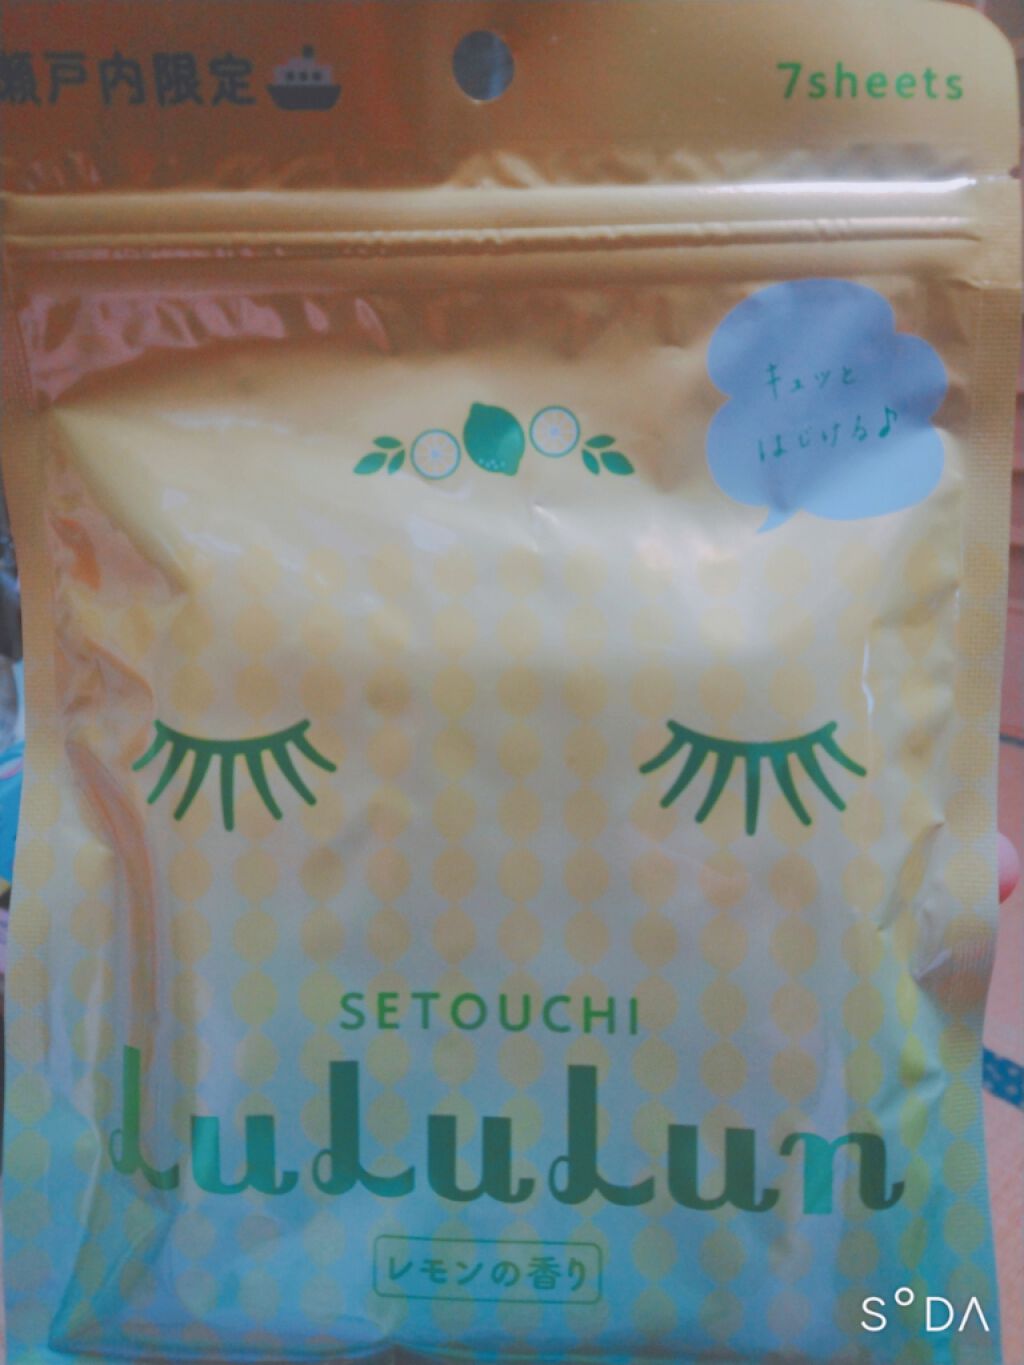 瀬戸内限定
7sheets
キュッと
はじける♪
SETOUCHI
LuLuLun
レモンの香り
SODA